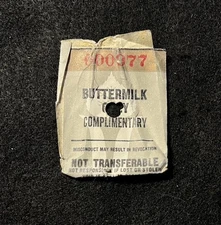 000977
BUTTERMILK
COMPLIMENTARY
MISCONDUCT MAY RESULT IN REVOCATION
NOT TRANSFERABLE
NOT RESPONSIBLE IF LOST OR STOLEN